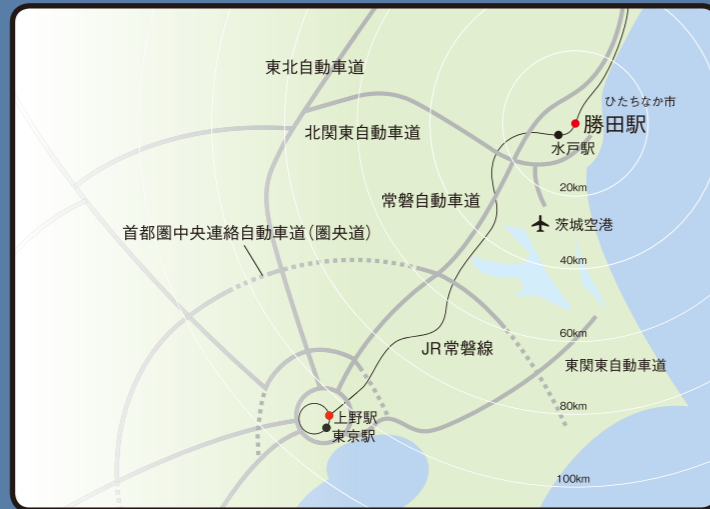 東北自動車道
ひたちなか市
勝田駅
北関東自動車道
水戸駅
20km
常磐自動車道
茨城空港
首都圏中央連絡自動車道(圏央道)
40km
60km
JR常磐線
東関東自動車道
80km
上野駅
東京駅
100km